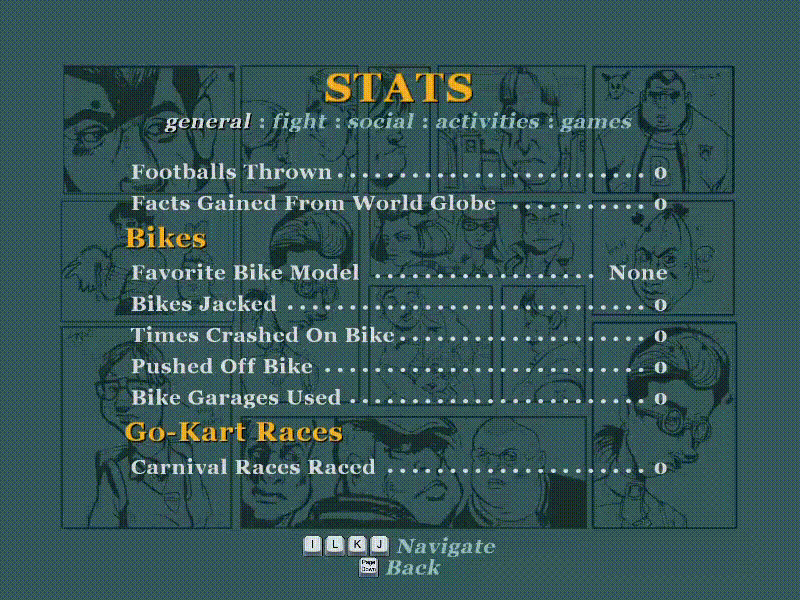 STATS
general : fight : social : activities : games
Footballs Thrown ........................ 0
Facts Gained From World Globe ........... 0
Bikes
Favorite Bike Model .................. None
Bikes Jacked ............................ 0
Times Crashed On Bike .................... 0
Pushed Off Bike ......................... 0
Bike Garages Used ....................... 0
Go-Kart Races
Carnival Races Raced .................... 0
I L K J Navigate
Page Down Back